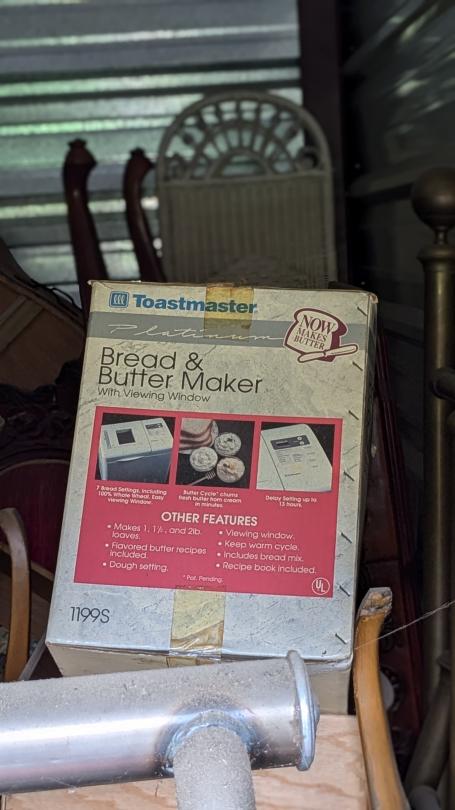 Toastmaster
Platinum
NOW
MAKES
BUTTER
Bread &
Butter Maker
With Viewing Window
7 Bread Settings, Including
100% Whole Wheat. Easy
viewing Window.
Butter Cycle* churns
fresh butter from cream
in minutes.
Delay Setting up to
13 hours.
OTHER FEATURES
• Makes 1, 1½, and 2lb.
loaves.
• Flavored butter recipes
included.
• Dough setting.
• Viewing window.
• Keep warm cycle.
• Includes bread mix.
• Recipe book included.
* Pat. Pending.
UL
1199S